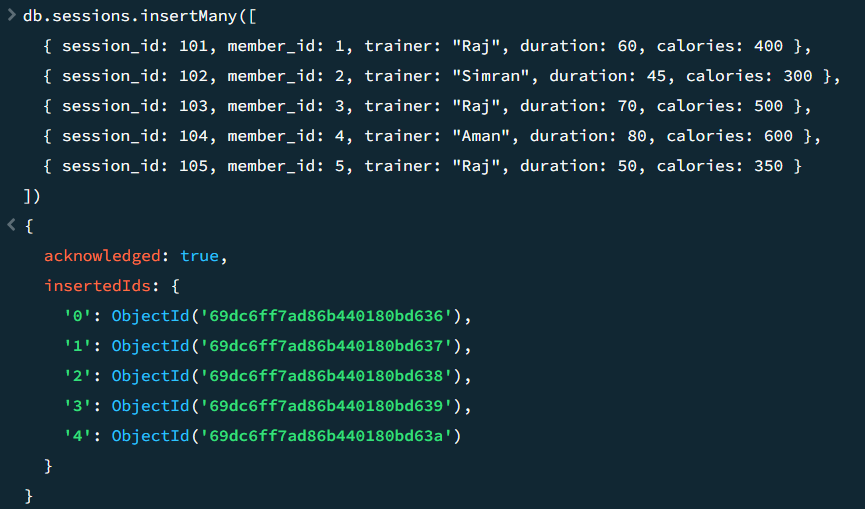 > db.sessions.insertMany([
{ session_id: 101, member_id: 1, trainer: "Raj", duration: 60, calories: 400 },
{ session_id: 102, member_id: 2, trainer: "Simran", duration: 45, calories: 300 },
{ session_id: 103, member_id: 3, trainer: "Raj", duration: 70, calories: 500 },
{ session_id: 104, member_id: 4, trainer: "Aman", duration: 80, calories: 600 },
{ session_id: 105, member_id: 5, trainer: "Raj", duration: 50, calories: 350 }
])
< {
acknowledged: true,
insertedIds: {
'0': ObjectId('69dc6ff7ad86b440180bd636'),
'1': ObjectId('69dc6ff7ad86b440180bd637'),
'2': ObjectId('69dc6ff7ad86b440180bd638'),
'3': ObjectId('69dc6ff7ad86b440180bd639'),
'4': ObjectId('69dc6ff7ad86b440180bd63a')
}
}